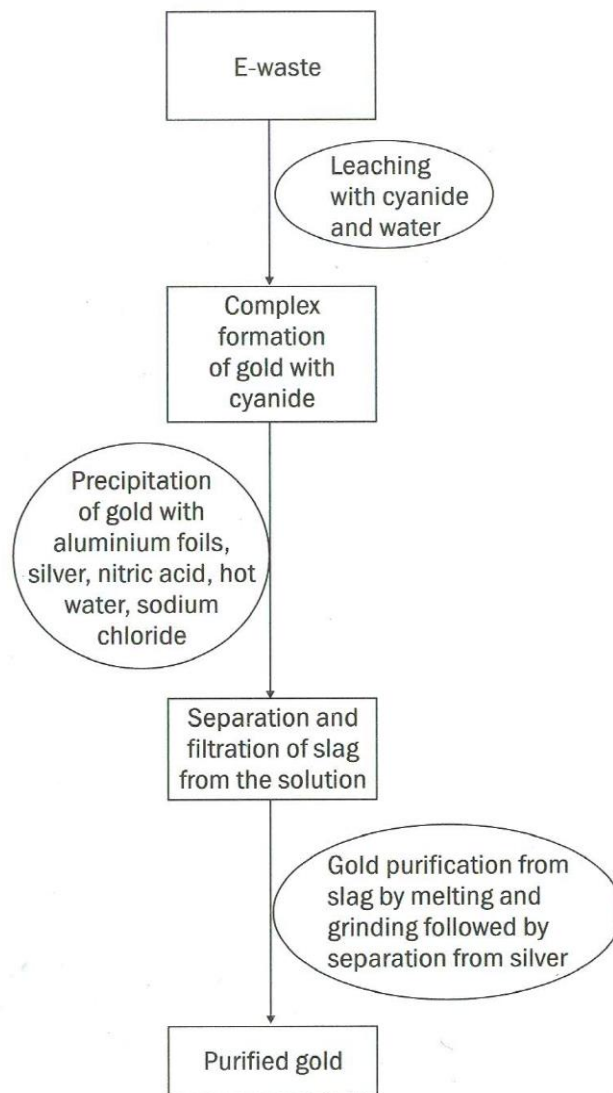 E-waste
Leaching
with cyanide
and water
Complex
formation
of gold with
cyanide
Precipitation
of gold with
aluminium foils,
silver, nitric acid, hot
water, sodium
chloride
Separation and
filtration of slag
from the solution
Gold purification from
slag by melting and
grinding followed by
separation from silver
Purified gold